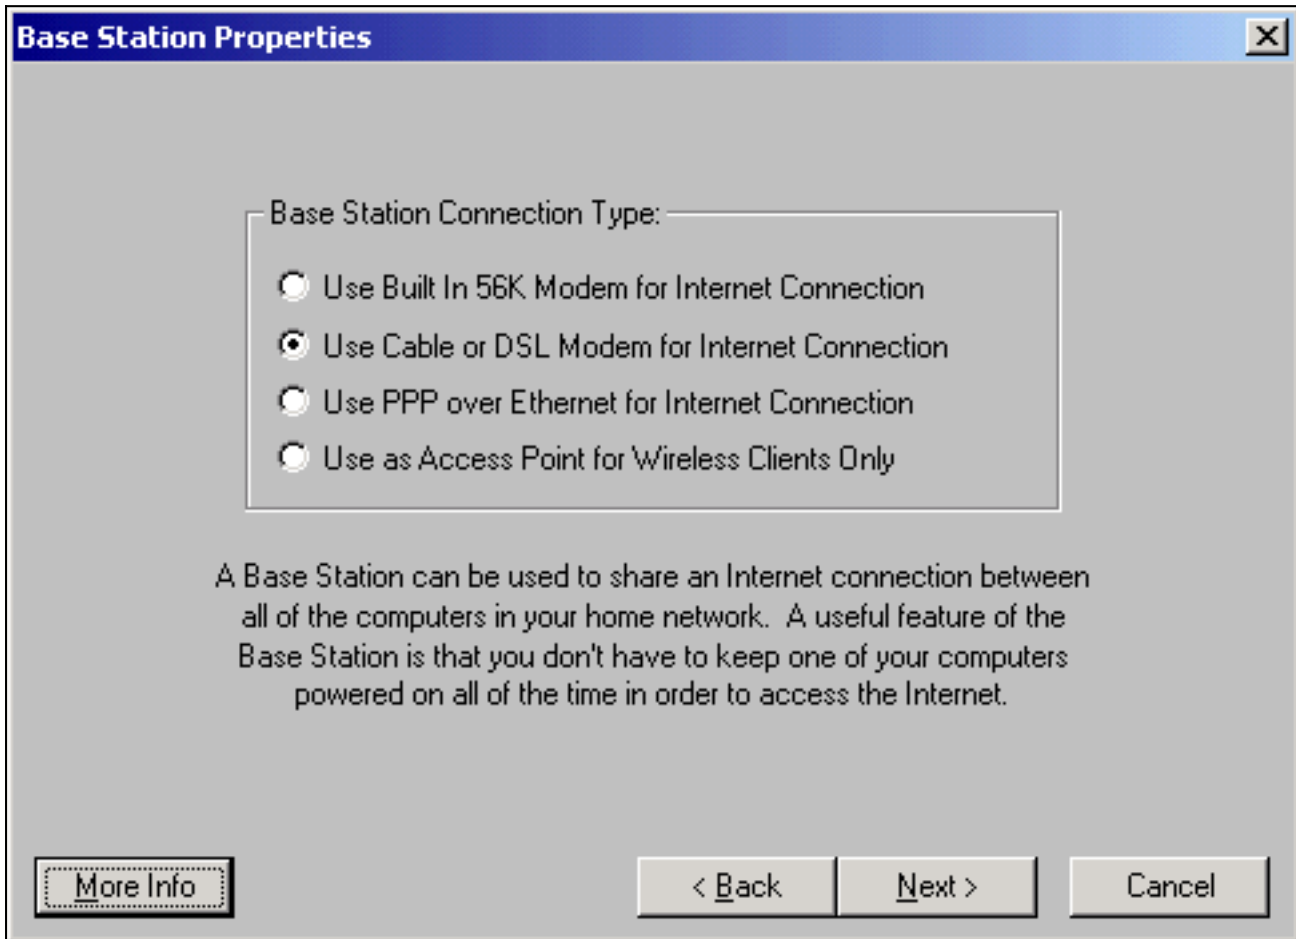 Base Station Properties
Base Station Connection Type:
Use Built In 56K Modem for Internet Connection
Use Cable or DSL Modem for Internet Connection
Use PPP over Ethernet for Internet Connection
Use as Access Point for Wireless Clients Only
A Base Station can be used to share an Internet connection between
all of the computers in your home network.  A useful feature of the
Base Station is that you don't have to keep one of your computers
powered on all of the time in order to access the Internet.
More Info
< Back
Next >
Cancel